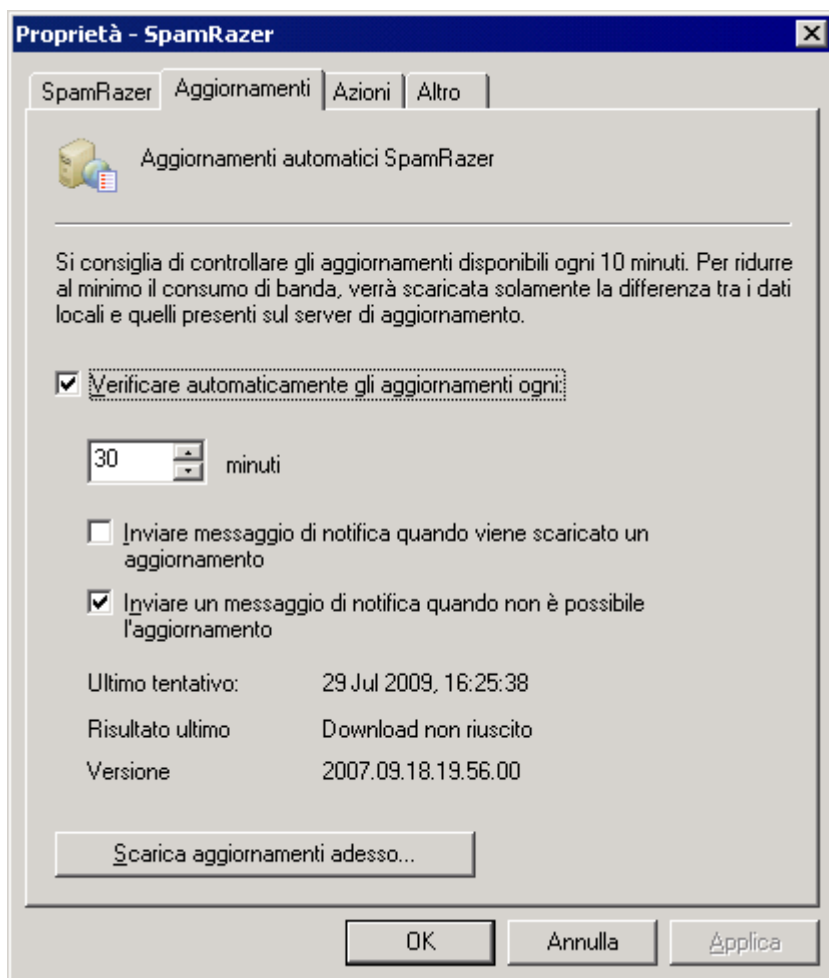 Proprietà - SpamRazer
SpamRazer
Aggiornamenti
Azioni
Altro
Aggiornamenti automatici SpamRazer
Si consiglia di controllare gli aggiornamenti disponibili ogni 10 minuti. Per ridurre
al minimo il consumo di banda, verrà scaricata solamente la differenza tra i dati
locali e quelli presenti sul server di aggiornamento.
Verificare automaticamente gli aggiornamenti ogni:
30 minuti
Inviare messaggio di notifica quando viene scaricato un
aggiornamento
Inviare un messaggio di notifica quando non è possibile
l'aggiornamento
Ultimo tentativo: 29 Jul 2009, 16:25:38
Risultato ultimo Download non riuscito
Versione 2007.09.18.19.56.00
Scarica aggiornamenti adesso...
OK
Annulla
Applica